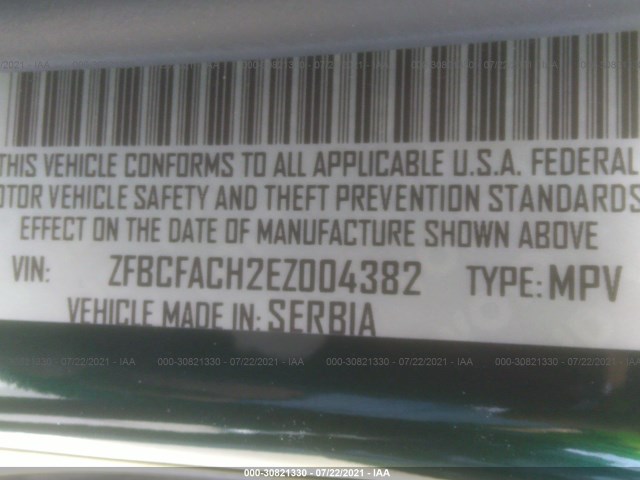 THIS VEHICLE CONFORMS TO ALL APPLICABLE U.S.A. FEDERAL
OTOR VEHICLE SAFETY AND THEFT PREVENTION STANDARDS
EFFECT ON THE DATE OF MANUFACTURE SHOWN ABOVE
VIN: ZFBCFACH2EZ004382 TYPE: MPV
VEHICLE MADE IN: SERBIA
000-30821330 - 07/22/2021 - IAA